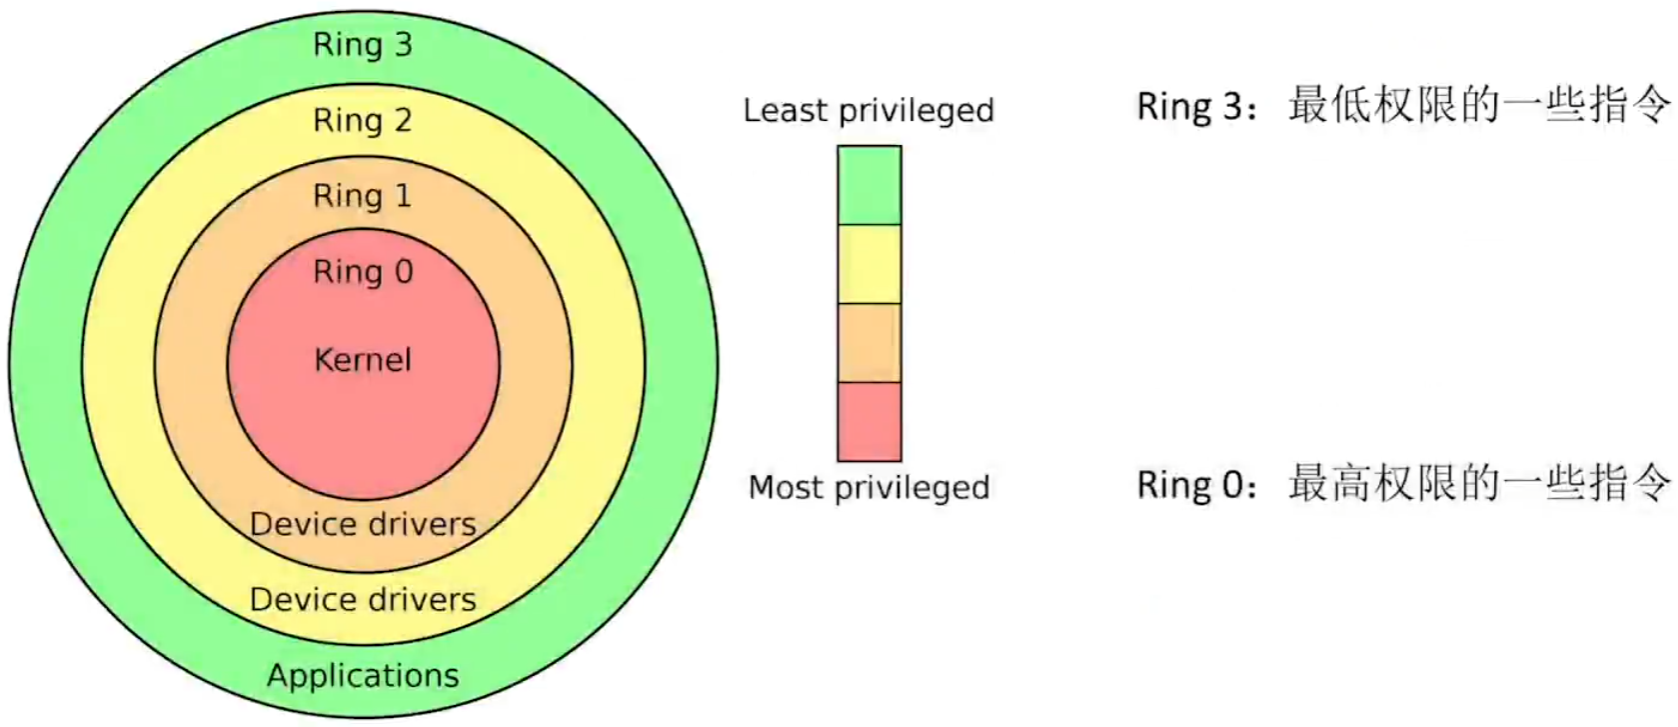 Ring 3
Ring 2
Ring 1
Ring 0
Kernel
Device drivers
Device drivers
Applications
Least privileged
Most privileged
Ring 3：最低权限的一些指令
Ring 0：最高权限的一些指令